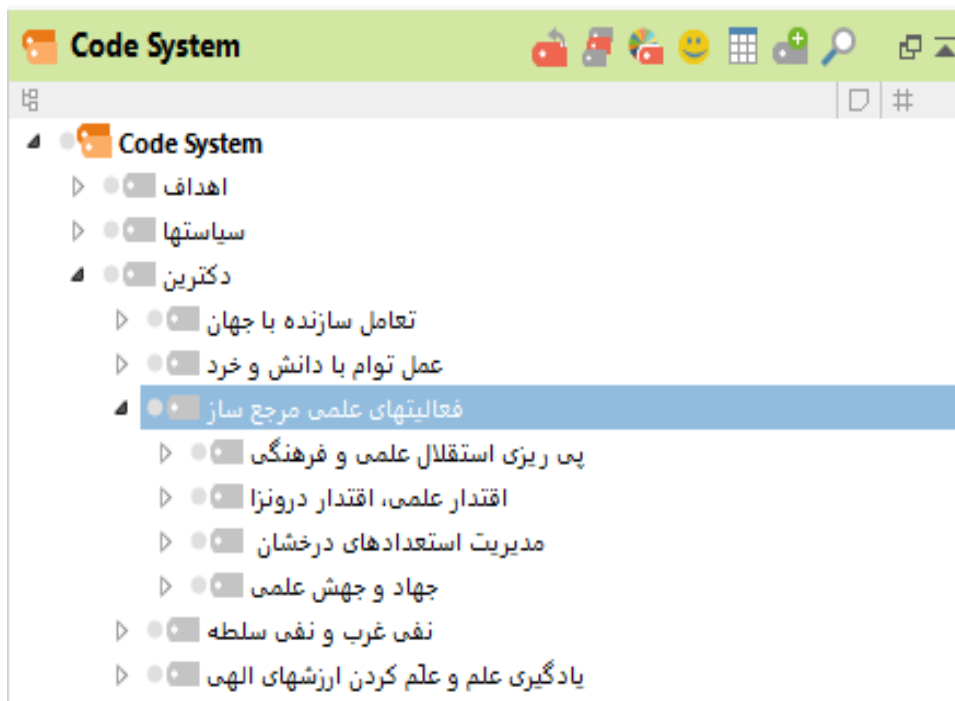 Code System
Code System
اهداف
سیاستها
دکترین
تعامل سازنده با جهان
عمل توام با دانش و خرد
فعالیتهای علمی مرجع ساز
پی ریزی استقلال علمی و فرهنگی
اقتدار علمی، اقتدار درونزا
مدیریت استعدادهای درخشان
جهاد و جهش علمی
نفی غرب و نفی سلطه
یادگیری علم و علَم کردن ارزشهای الهی